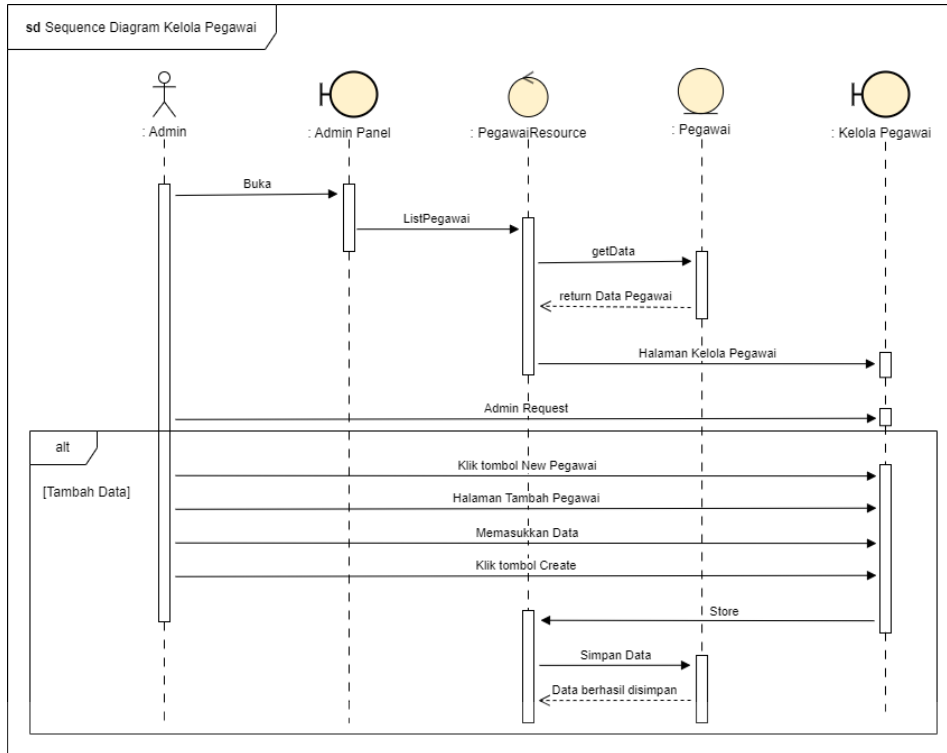 sd Sequence Diagram Kelola Pegawai
: Admin
: Admin Panel
: PegawaiResource
: Pegawai
: Kelola Pegawai
Buka
ListPegawai
getData
return Data Pegawai
Halaman Kelola Pegawai
Admin Request
alt
Klik tombol New Pegawai
[Tambah Data]
Halaman Tambah Pegawai
Memasukkan Data
Klik tombol Create
Store
Simpan Data
Data berhasil disimpan